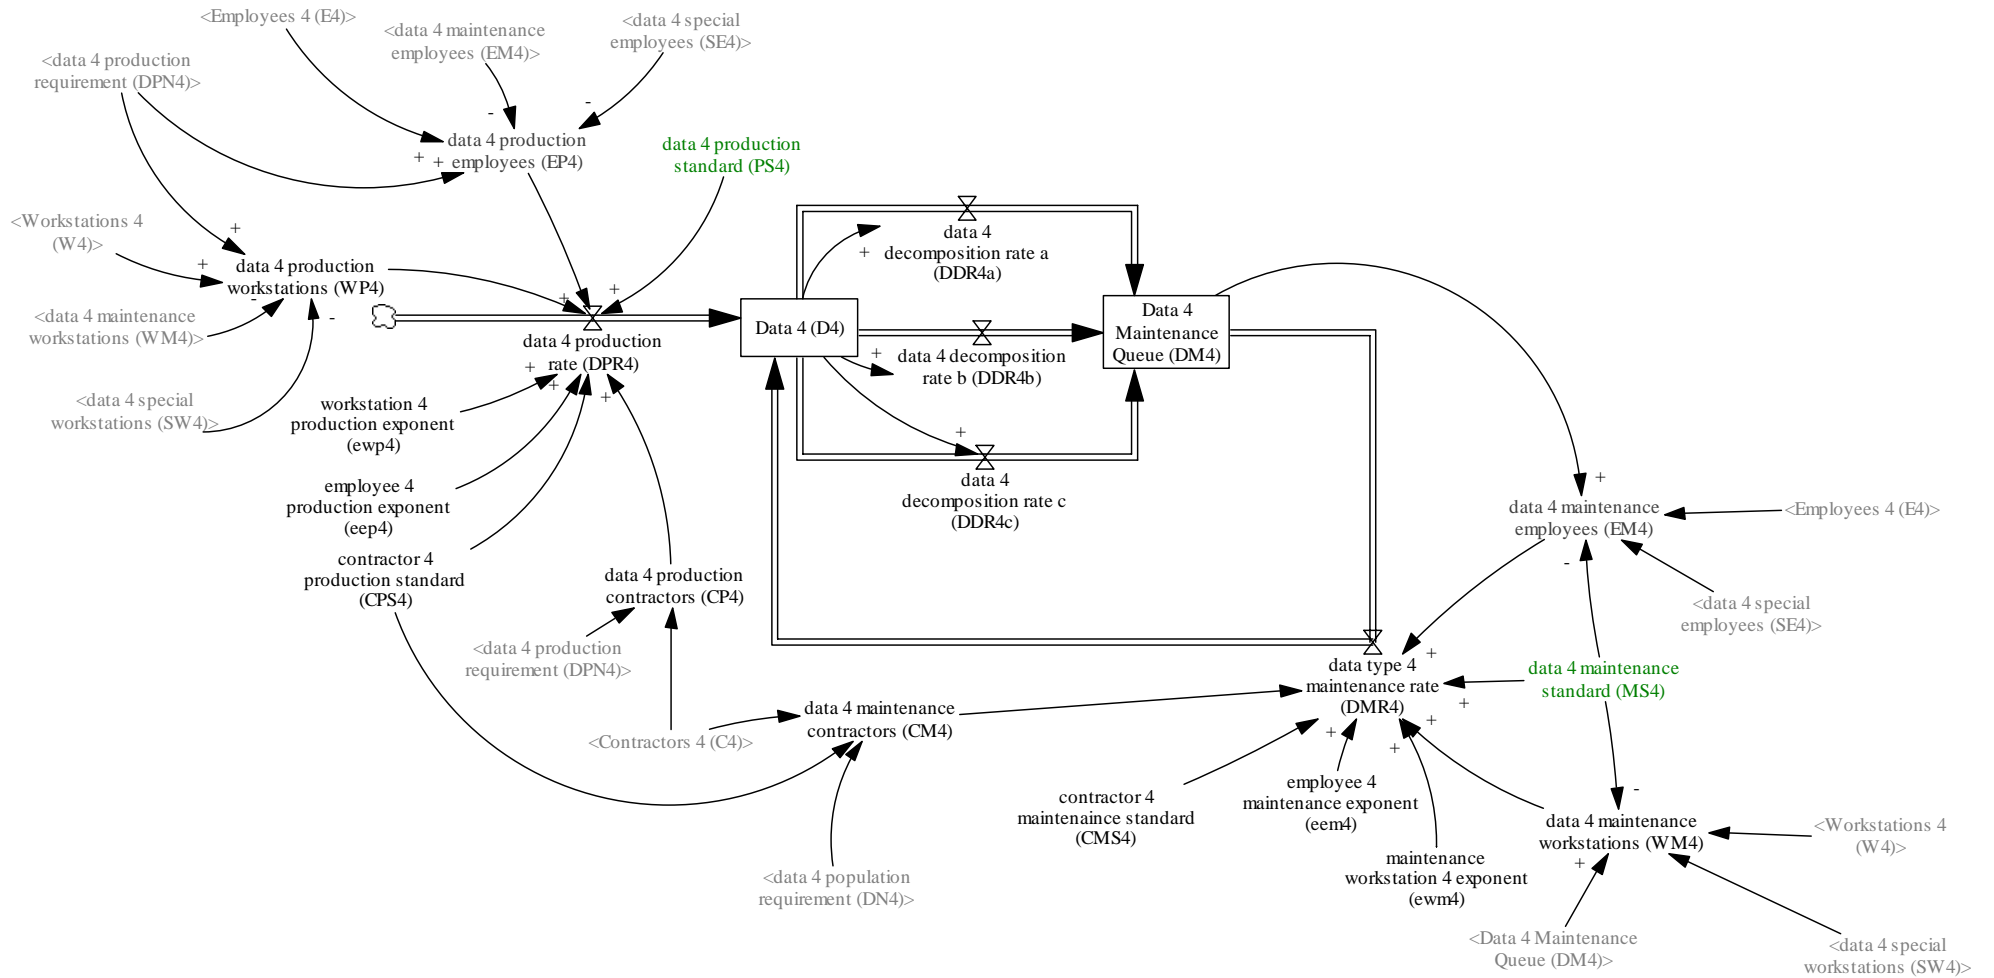 <Employees 4 (E4)>
<data 4 maintenance
employees (EM4)>
<data 4 special
employees (SE4)>
<data 4 production
requirement (DPN4)>
-
-
data 4 production
employees (EP4)
+
+
data 4 production
standard (PS4)
<Workstations 4
(W4)>
+
+
data 4 production
workstations (WP4)
-
-
<data 4 maintenance
workstations (WM4)>
<data 4 special
workstations (SW4)>
+
+
data 4 production
rate (DPR4)
+
+
+
workstation 4
production exponent
(ewp4)
employee 4
production exponent
(eep4)
contractor 4
production standard
(CPS4)
data 4 production
contractors (CP4)
<data 4 production
requirement (DPN4)>
<Contractors 4 (C4)>
Data 4 (D4)
+
data 4
decomposition rate a
(DDR4a)
+
data 4 decomposition
rate b (DDR4b)
+
data 4
decomposition rate c
(DDR4c)
Data 4
Maintenance
Queue (DM4)
+
data 4 maintenance
employees (EM4)
-
<Employees 4 (E4)>
<data 4 special
employees (SE4)>
data 4 maintenance
standard (MS4)
+
data type 4
maintenance rate
(DMR4)
+
+
+
+
data 4 maintenance
contractors (CM4)
<data 4 population
requirement (DN4)>
contractor 4
maintenaince standard
(CMS4)
employee 4
maintenance exponent
(eem4)
maintenance
workstation 4 exponent
(ewm4)
-
data 4 maintenance
workstations (WM4)
+
<Workstations 4
(W4)>
<Data 4 Maintenance
Queue (DM4)>
<data 4 special
workstations (SW4)>